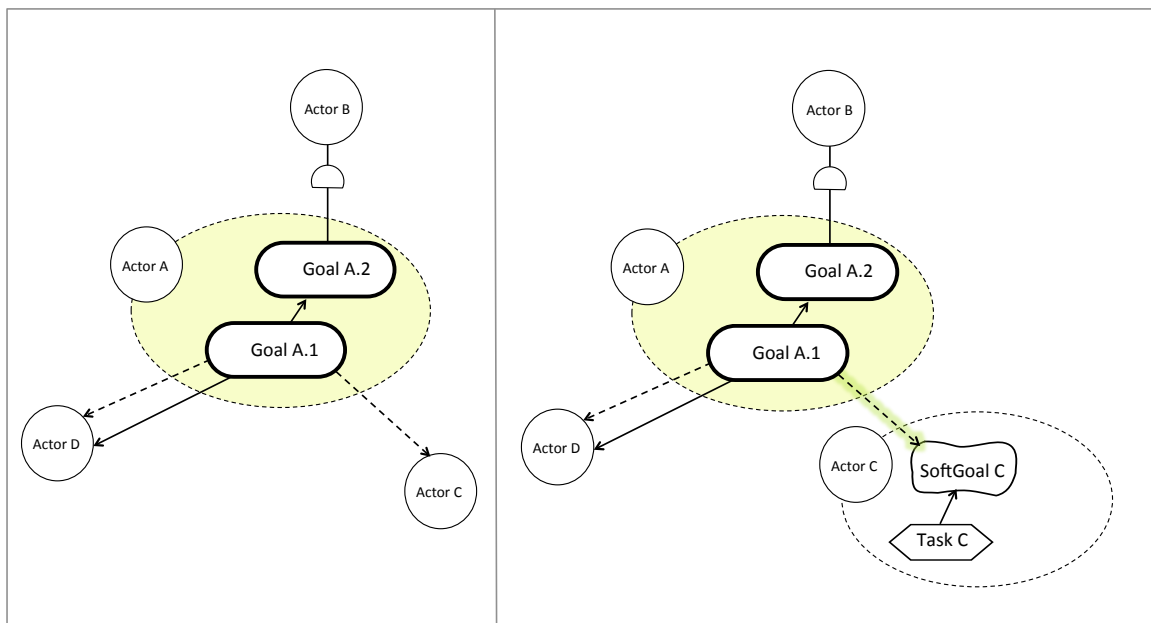 Actor B
Actor A
Goal A.2
Goal A.1
Actor D
Actor C
Actor B
Actor A
Goal A.2
Goal A.1
Actor D
Actor C
SoftGoal C
Task C